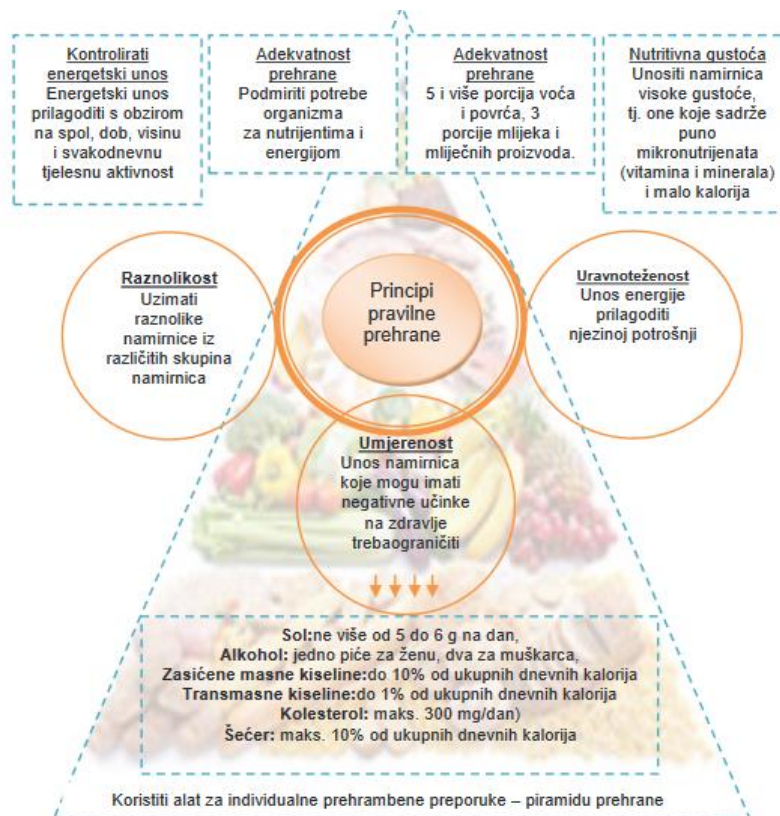 Kontrolirati
energetski unos
Energetski unos
prilagoditi s obzirom
na spol, dob, visinu
i svakodnevnu
tjelesnu aktivnost
Adekvatnost
prehrane
Podmiriti potrebe
organizma
za nutrijentima i
energijom
Adekvatnost
prehrane
5 i više porcija voća
i povrća, 3
porcije mlijeka i
mliječnih proizvoda.
Nutritivna gustoća
Unositi namirnica
visoke gustoće,
tj. one koje sadrže
puno
mikronutrijenata
(vitamina i minerala)
i malo kalorija
Raznolikost
Uzimati
raznolike
namirnice iz
različitih skupina
namirnica
Principi
pravilne
prehrane
Uravnoteženost
Unos energije
prilagoditi
njezinoj potrošnji
Umjerenost
Unos namirnica
koje mogu imati
negativne učinke
na zdravlje
trebaograničiti
Sol:ne više od 5 do 6 g na dan,
Alkohol: jedno piće za ženu, dva za muškarca,
Zasićene masne kiseline:do 10% od ukupnih dnevnih kalorija
Transmasne kiseline:do 1% od ukupnih dnevnih kalorija
Kolesterol: maks. 300 mg/dan)
Šećer: maks. 10% od ukupnih dnevnih kalorija
Koristiti alat za individualne prehrambene preporuke – piramidu prehrane